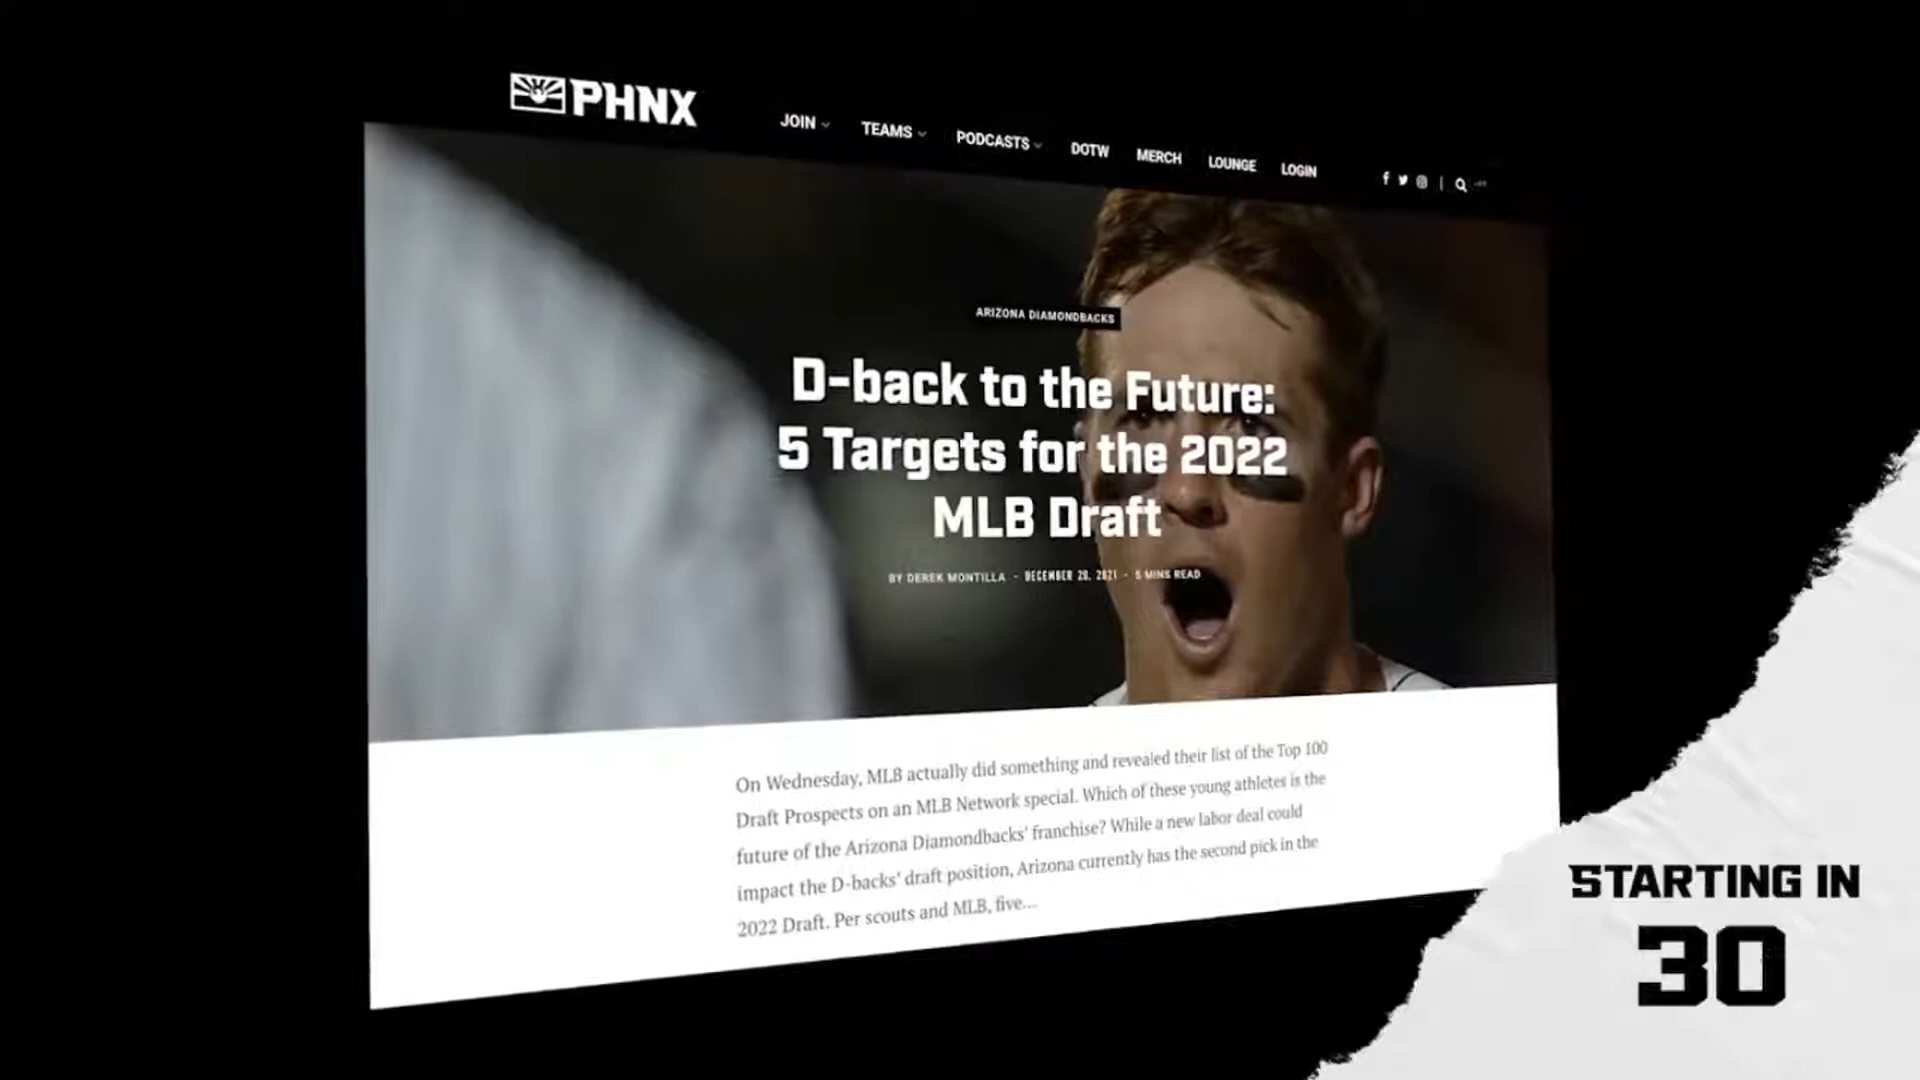 PHNX
JOIN
TEAMS
PODCASTS
DOTW
MERCH
LOUNGE
LOGIN
ARIZONA DIAMONDBACKS
D-back to the Future:
5 Targets for the 2022
MLB Draft
BY DEREK MONTILLA - DECEMBER 20, 2021 - 5 MINS READ
On Wednesday, MLB actually did something and revealed their list of the Top 100
Draft Prospects on an MLB Network special. Which of these young athletes is the
future of the Arizona Diamondbacks' franchise? While a new labor deal could
impact the D-backs' draft position, Arizona currently has the second pick in the
2022 Draft. Per scouts and MLB, five...
STARTING IN
30